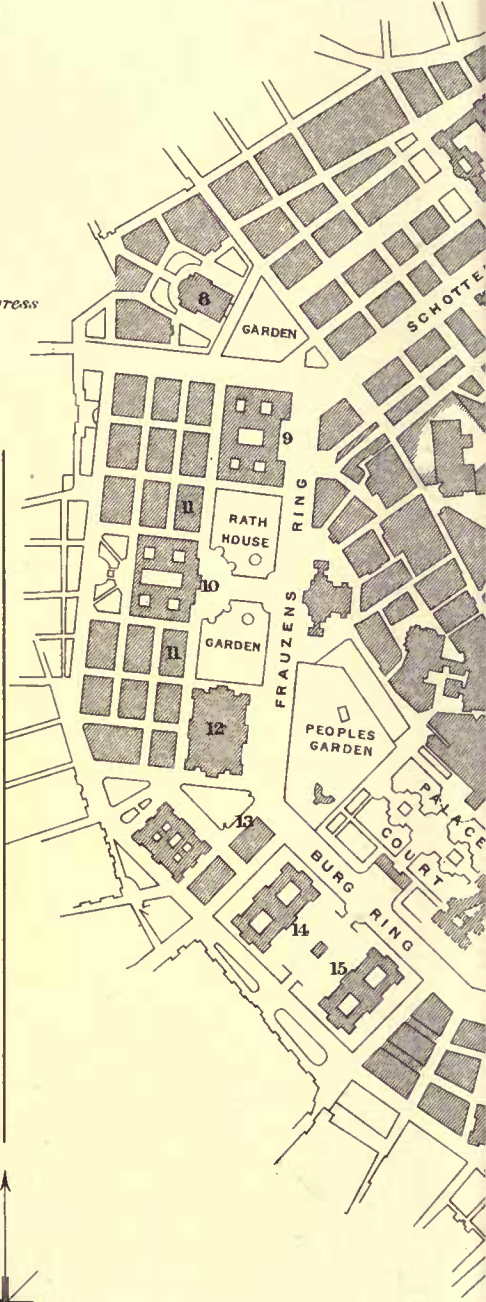 ress
8
GARDEN
SCHOTTE
9
RING
11
RATH
HOUSE
10
FRAUZENS
GARDEN
11
12
PEOPLES
GARDEN
PALACE
COURT
13
BURG RING
14
15